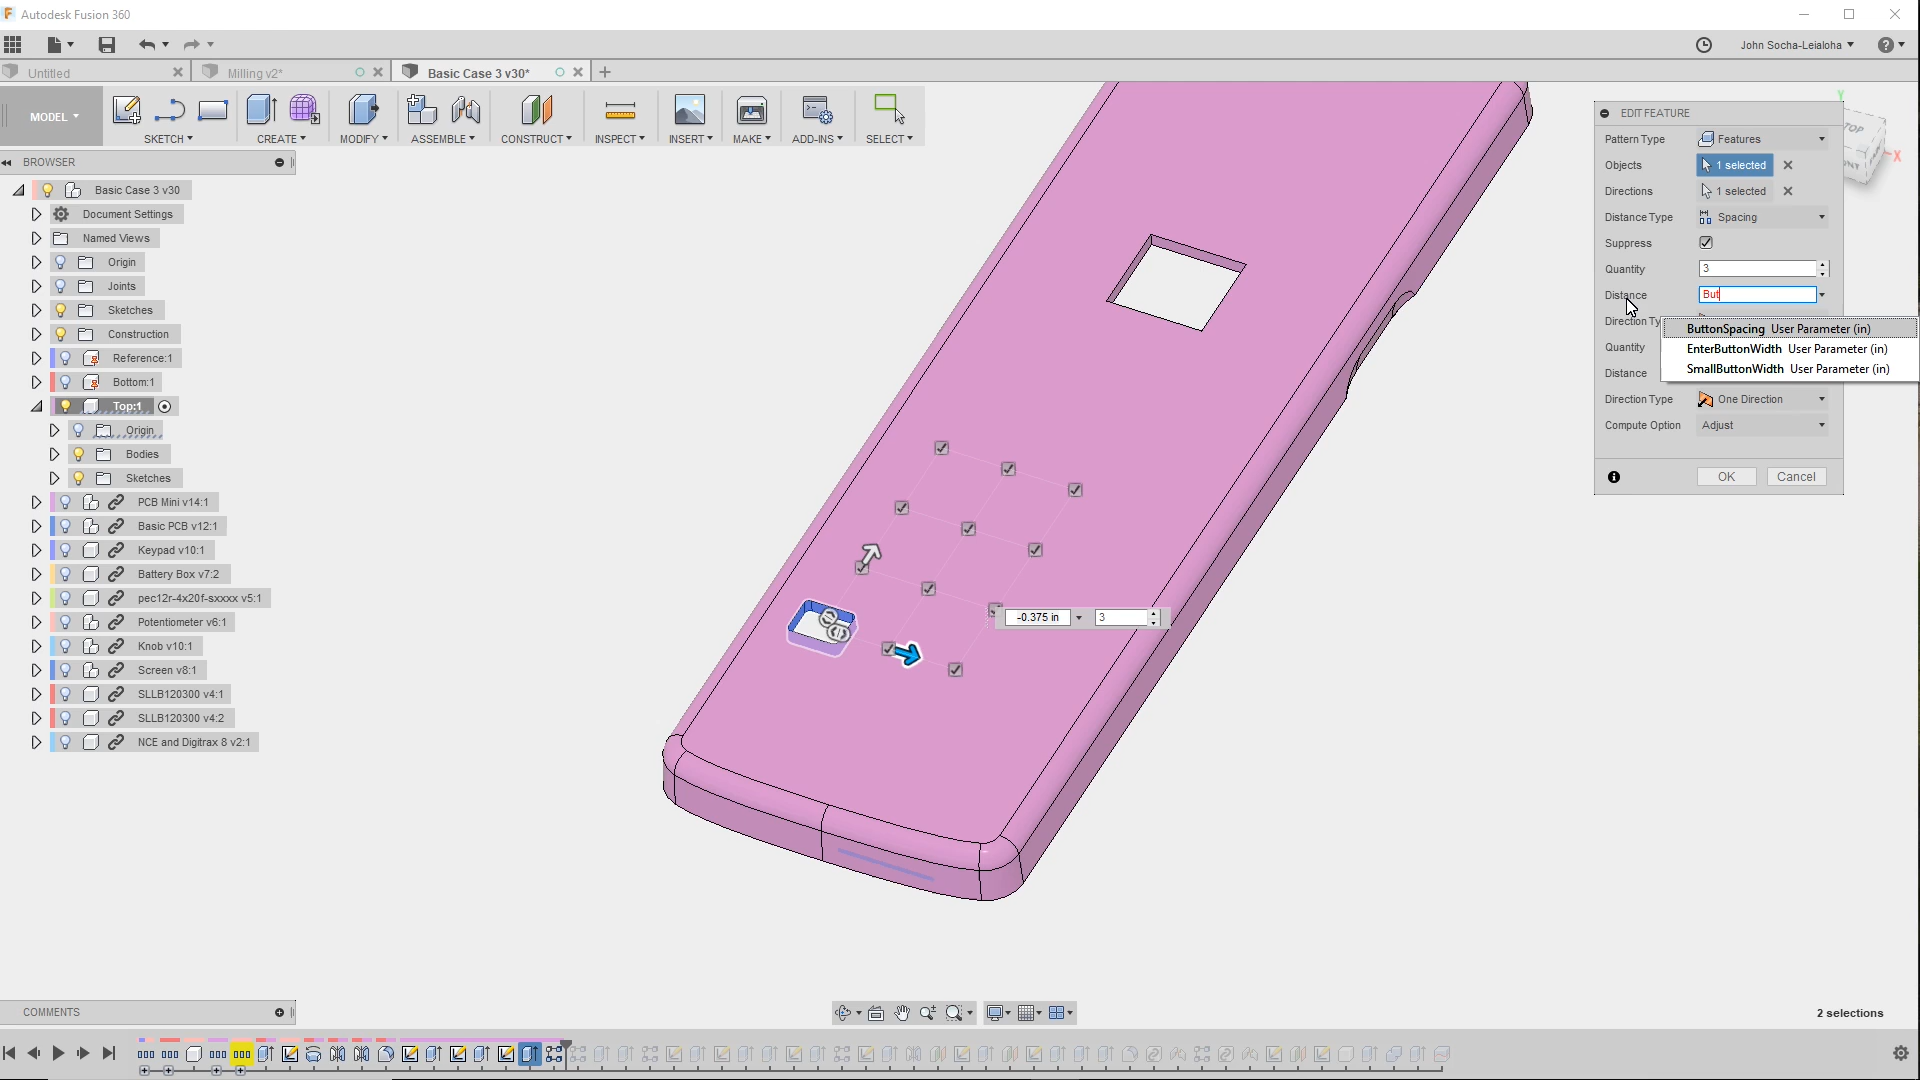 Autodesk Fusion 360
John Socha-Leialoha
Untitled
Milling v2*
Basic Case 3 v30*
MODEL
SKETCH
CREATE
MODIFY
ASSEMBLE
CONSTRUCT
INSPECT
INSERT
MAKE
ADD-INS
SELECT
BROWSER
Basic Case 3 v30
Document Settings
Named Views
Origin
Joints
Sketches
Construction
Reference:1
Bottom:1
Top:1
Origin
Bodies
Sketches
PCB Mini v14:1
Basic PCB v12:1
Keypad v10:1
Battery Box v7:2
pec12r-4x20f-sxxxx v5:1
Potentiometer v6:1
Knob v10:1
Screen v8:1
SLLB120300 v4:1
SLLB120300 v4:2
NCE and Digitrax 8 v2:1
-0.375 in
3
TOP
X
Y
EDIT FEATURE
Pattern Type Features
Objects 1 selected
Directions 1 selected
Distance Type Spacing
Suppress
Quantity 3
Distance But
Direction Ty
ButtonSpacing User Parameter (in)
Quantity
EnterButtonWidth User Parameter (in)
Distance
SmallButtonWidth User Parameter (in)
Direction Type One Direction
Compute Option Adjust
OK Cancel
COMMENTS
2 selections